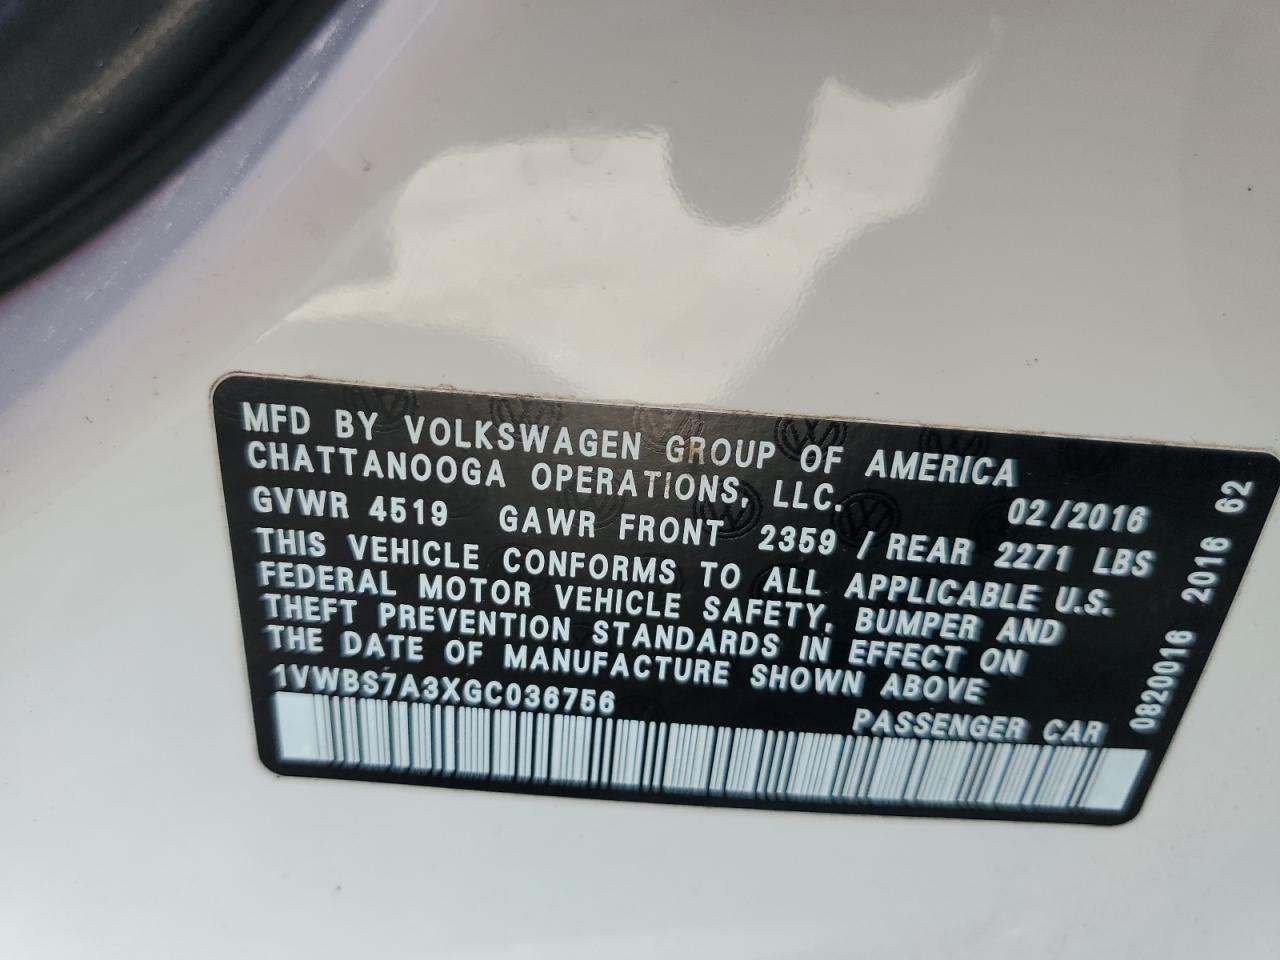 MFD BY VOLKSWAGEN GROUP OF AMERICA
CHATTANOOGA OPERATIONS, LLC. 02/2016
GVWR 4519 GAWR FRONT 2359 / REAR 2271 LBS
THIS VEHICLE CONFORMS TO ALL APPLICABLE U.S.
FEDERAL MOTOR VEHICLE SAFETY, BUMPER AND
THEFT PREVENTION STANDARDS IN EFFECT ON
THE DATE OF MANUFACTURE SHOWN ABOVE
1VWBS7A3XGC036756 PASSENGER CAR
0820016 2016 62